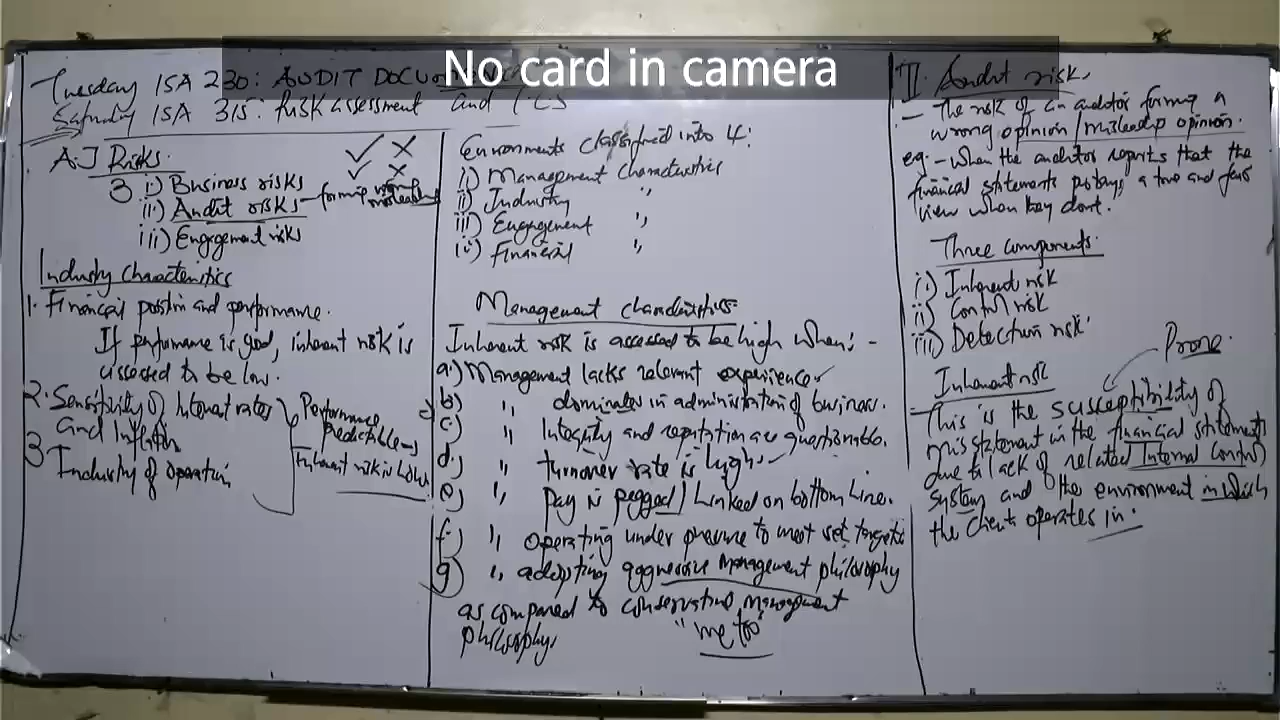 No card in camera
Tuesday ISA 230: AUDIT
Saturday ISA 315: RISK Assessment and
A.] Risks.
3 i) Business risks
ii) Audit risks forming
iii) Engagement risks
Industry Characteristics
1. Financial position and performance.
If performance is good, inherent risk is
assessed to be low.
2. Sensitivity of Interest rates
and Inflation
3 Industry of operation
Performance
Predictable
Inherent risk is low
Environments classified into 4:
i) Management Characteristics
ii) Industry "
iii) Engagement "
iv) Financial "
Management characteristics.
Inherent risk is assessed to be high when: -
a.) Management lacks relevant experience
b) " dominates in administration of business.
c) " Integrity and reputation are questionable.
d.) " turnover rate is high
e) " Pay is pegged/Linked on bottom Line.
f.) " operating under pressure to meet set targets
g) " adopting aggressive management philosophy
as compared to conservative management
philosophy.
"me too"
II. Audit risk.
- The risk of an auditor forming a
wrong opinion/misleadp opinion.
eg. - When the auditor reports that the
financial statements portrays a true and fair
view when they dont.
Three components.
i) Inherent risk
ii) Control risk
iii) Detection risk.
Prone.
Inherent risk
- This is the susceptibility of
misstatement in the financial statements
due to lack of related Internal Control
system and the environment in which
the client operates in.